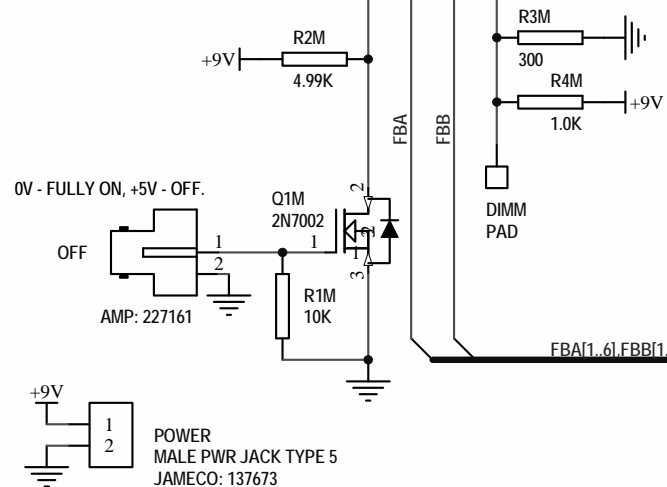 R2M
+9V
4.99K
FBA
FBB
R3M
300
R4M
+9V
1.0K
DIMM
PAD
0V - FULLY ON, +5V - OFF.
Q1M
2N7002
2
2
1
1
3
OFF
1
2
AMP: 227161
R1M
10K
FBA[1..6],FBB[1.
+9V
1
2
POWER
MALE PWR JACK TYPE 5
JAMECO: 137673